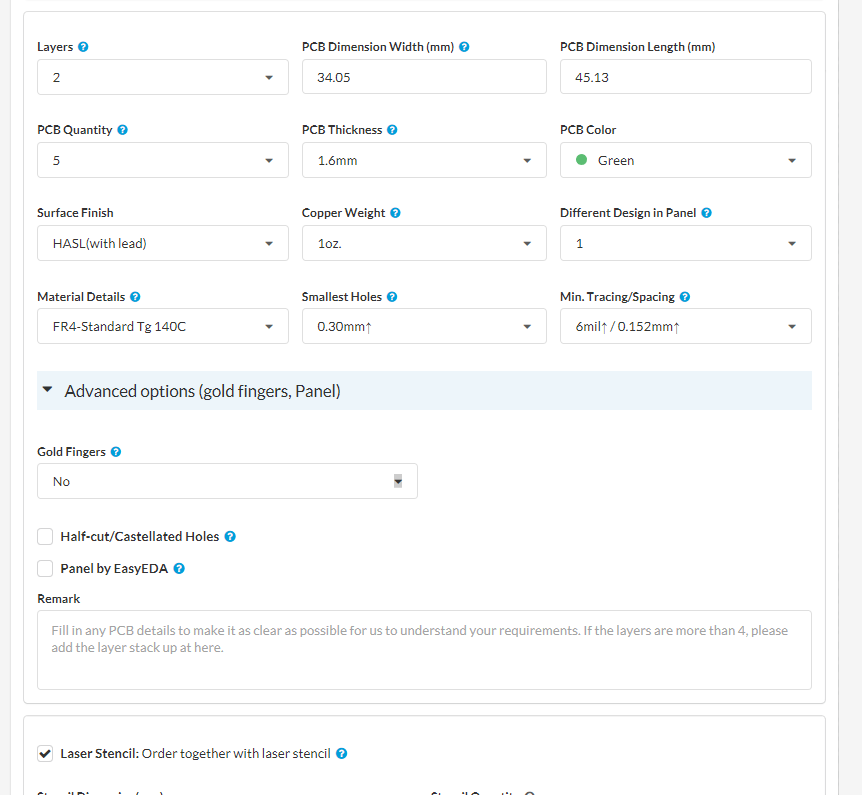 Layers ?
PCB Dimension Width (mm) ?
PCB Dimension Length (mm)
2
34.05
45.13
PCB Quantity ?
PCB Thickness ?
PCB Color
5
1.6mm
Green
Surface Finish
Copper Weight ?
Different Design in Panel ?
HASL(with lead)
1oz.
1
Material Details ?
Smallest Holes ?
Min. Tracing/Spacing ?
FR4-Standard Tg 140C
0.30mm↑
6mil↑ / 0.152mm↑
Advanced options (gold fingers, Panel)
Gold Fingers ?
No
Half-cut/Castellated Holes ?
Panel by EasyEDA ?
Remark
Fill in any PCB details to make it as clear as possible for us to understand your requirements. If the layers are more than 4, please
add the layer stack up at here.
Laser Stencil: Order together with laser stencil ?